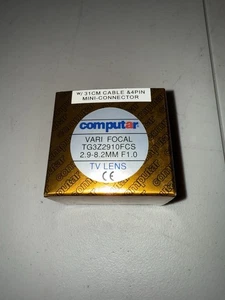 W/ 31CM CABLE &4PIN
MINI-CONNECTOR
computar
VARI FOCAL
TG3Z2910FCS
2.9-8.2MM F1.0
TV LENS
CE